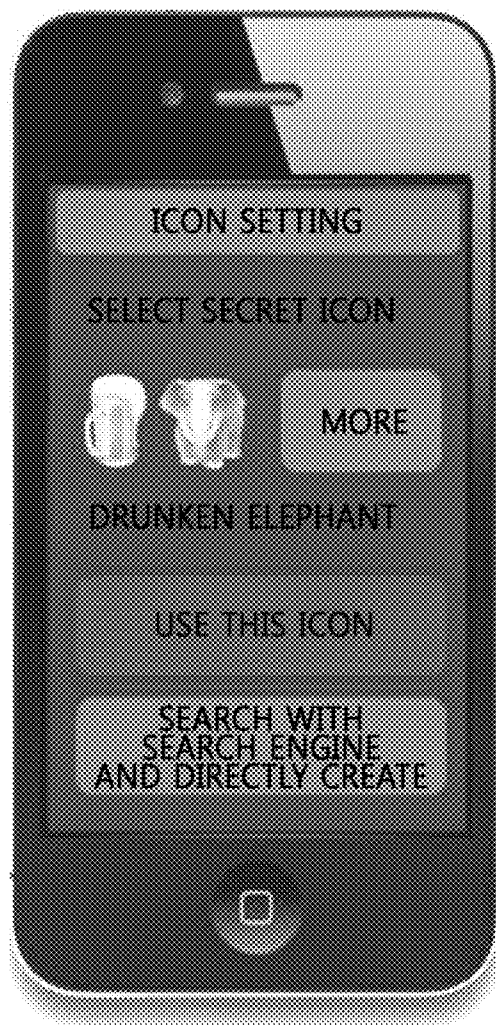 ICON SETTING
SELECT SECRET ICON
MORE
DRUNKEN ELEPHANT
USE THIS ICON
SEARCH WITH
SEARCH ENGINE
AND DIRECTLY CREATE